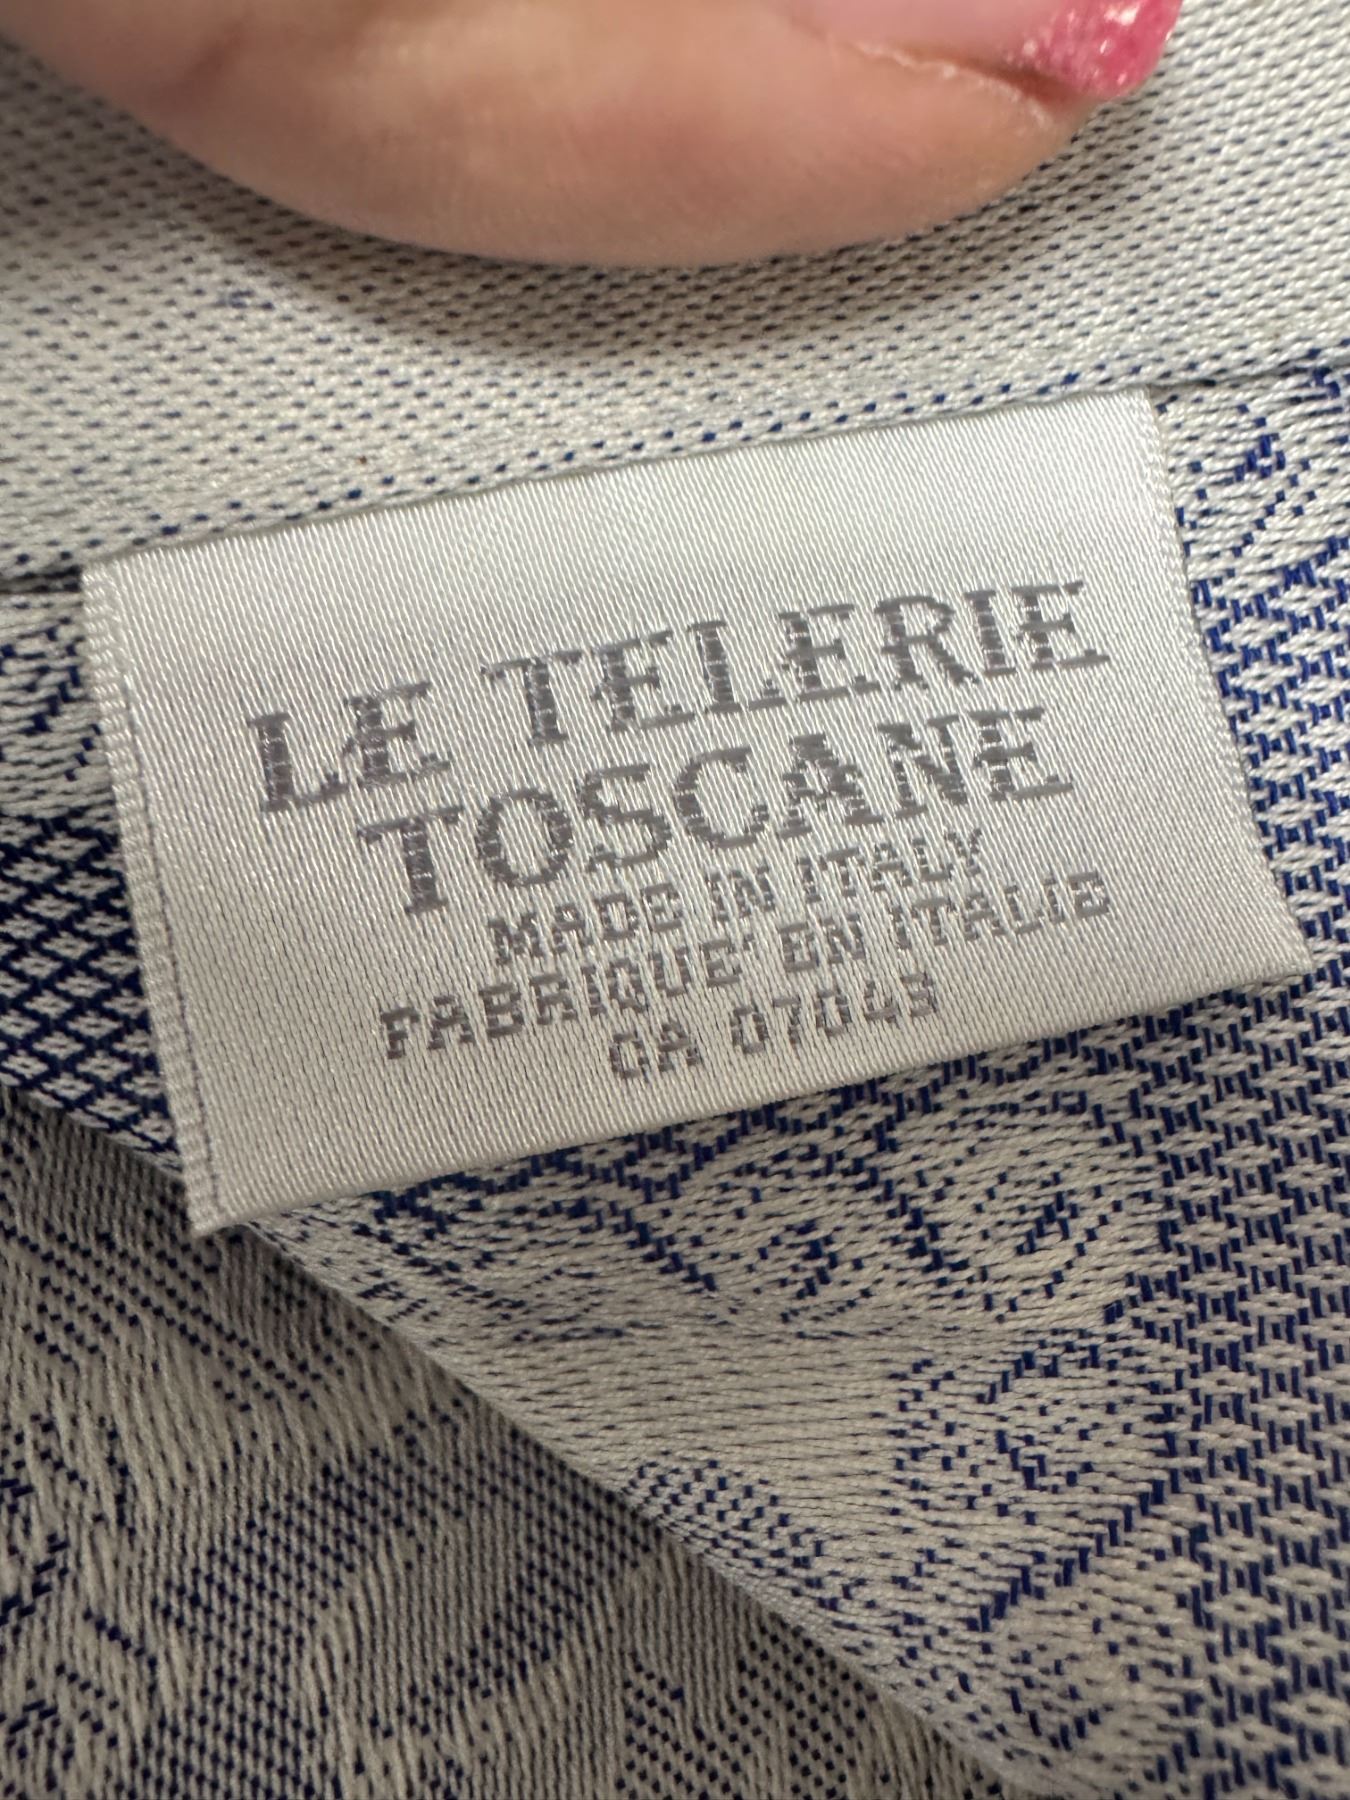 LE TELERIE
TOSCANE
MADE IN ITALY
FABRIQUE' EN ITALIE
CA 07043